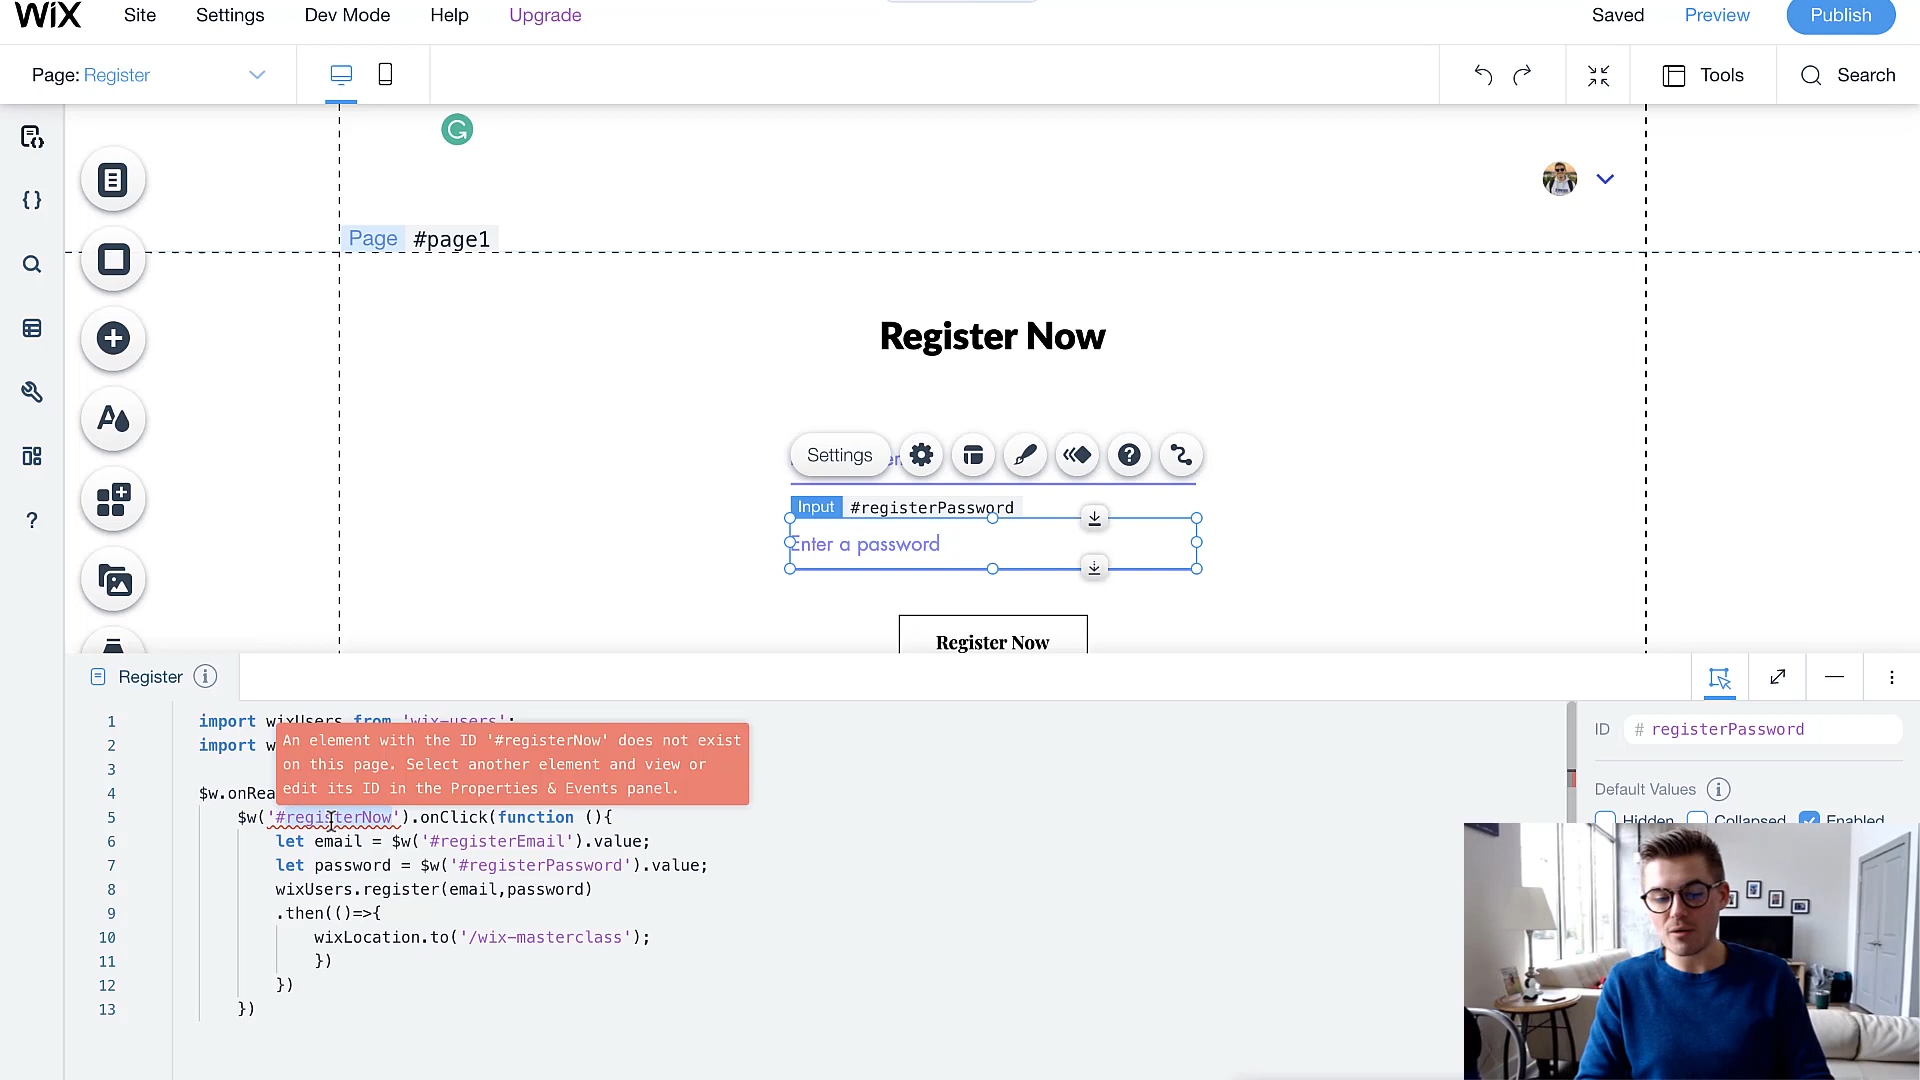 WiX
Site
Settings
Dev Mode
Help
Upgrade
Saved
Preview
Publish
Page: Register
Tools
Search
Page #page1
Register Now
Settings
Input #registerPassword
Enter a password
Register Now
Register
1 import wixUsers from 'wix-users';
2 import w
3
4 $w.onRea
An element with the ID '#registerNow' does not exist
on this page. Select another element and view or
edit its ID in the Properties & Events panel.
5 $w('#registerNow').onClick(function (){
6 let email = $w('#registerEmail').value;
7 let password = $w('#registerPassword').value;
8 wixUsers.register(email,password)
9 .then(()=>{
10 wixLocation.to('/wix-masterclass');
11 })
12 })
13 })
ID # registerPassword
Default Values
Hidden Collapsed Enabled